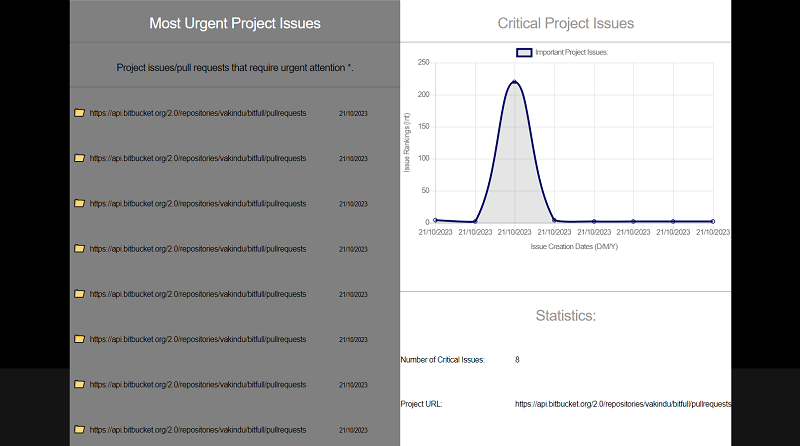 Most Urgent Project Issues
Project issues/pull requests that require urgent attention *.
https://api.bitbucket.org/2.0/repositories/vakindu/bitfull/pullrequests 21/10/2023
https://api.bitbucket.org/2.0/repositories/vakindu/bitfull/pullrequests 21/10/2023
https://api.bitbucket.org/2.0/repositories/vakindu/bitfull/pullrequests 21/10/2023
https://api.bitbucket.org/2.0/repositories/vakindu/bitfull/pullrequests 21/10/2023
https://api.bitbucket.org/2.0/repositories/vakindu/bitfull/pullrequests 21/10/2023
https://api.bitbucket.org/2.0/repositories/vakindu/bitfull/pullrequests 21/10/2023
https://api.bitbucket.org/2.0/repositories/vakindu/bitfull/pullrequests 21/10/2023
https://api.bitbucket.org/2.0/repositories/vakindu/bitfull/pullrequests 21/10/2023
Critical Project Issues
Important Project Issues:
Issue Rankings (Int)
250
200
150
100
50
0
21/10/2023 21/10/2023 21/10/2023 21/10/2023 21/10/2023 21/10/2023 21/10/2023 21/10/2023
Issue Creation Dates (D/M/Y)
Statistics:
Number of Critical Issues: 8
Project URL: https://api.bitbucket.org/2.0/repositories/vakindu/bitfull/pullrequests